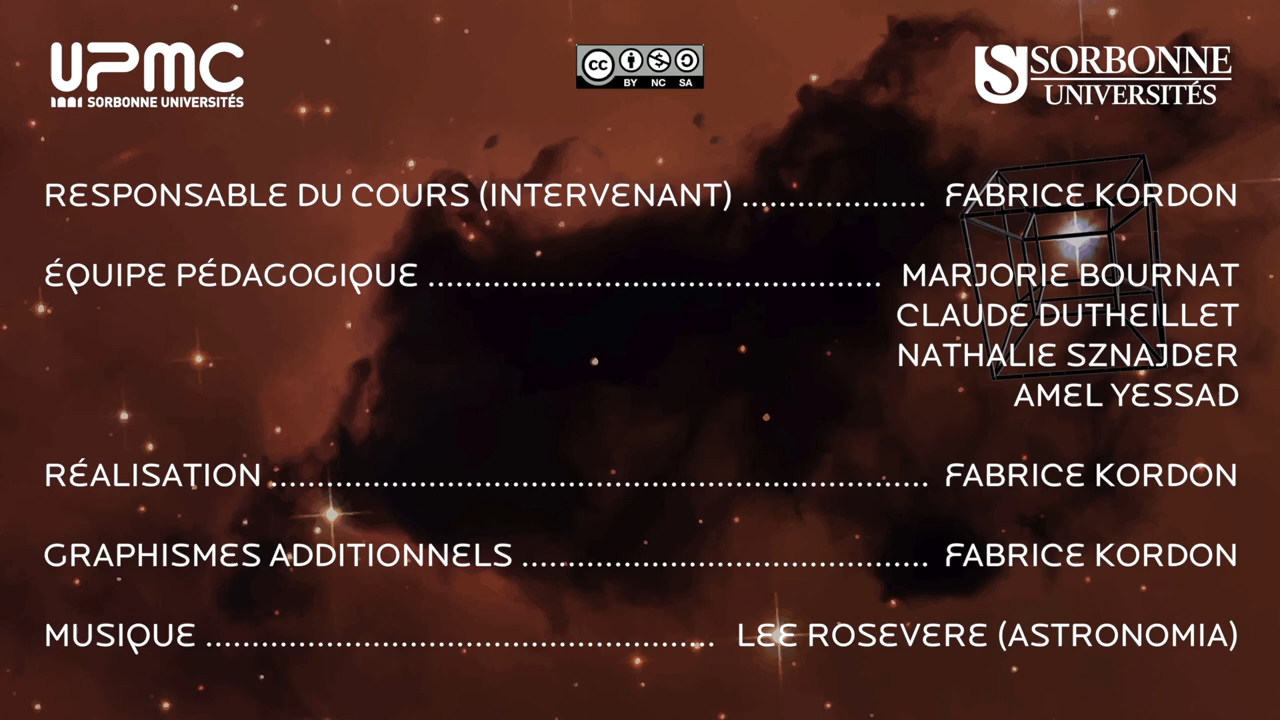 UPMC
SORBONNE UNIVERSITÉS
cc BY NC SA
SORBONNE
UNIVERSITÉS
RESPONSABLE DU COURS (INTERVENANT) .................... FABRICE KORDON
ÉQUIPE PÉDAGOGIQUE ................................................. MARJORIE BOURNAT
CLAUDE DUTHEILLET
NATHALIE SZNAJDER
AMEL YESSAD
RÉALISATION ....................................................................... FABRICE KORDON
GRAPHISMES ADDITIONNELS ............................................ FABRICE KORDON
MUSIQUE ....................................................... LEE ROSEVERE (ASTRONOMIA)